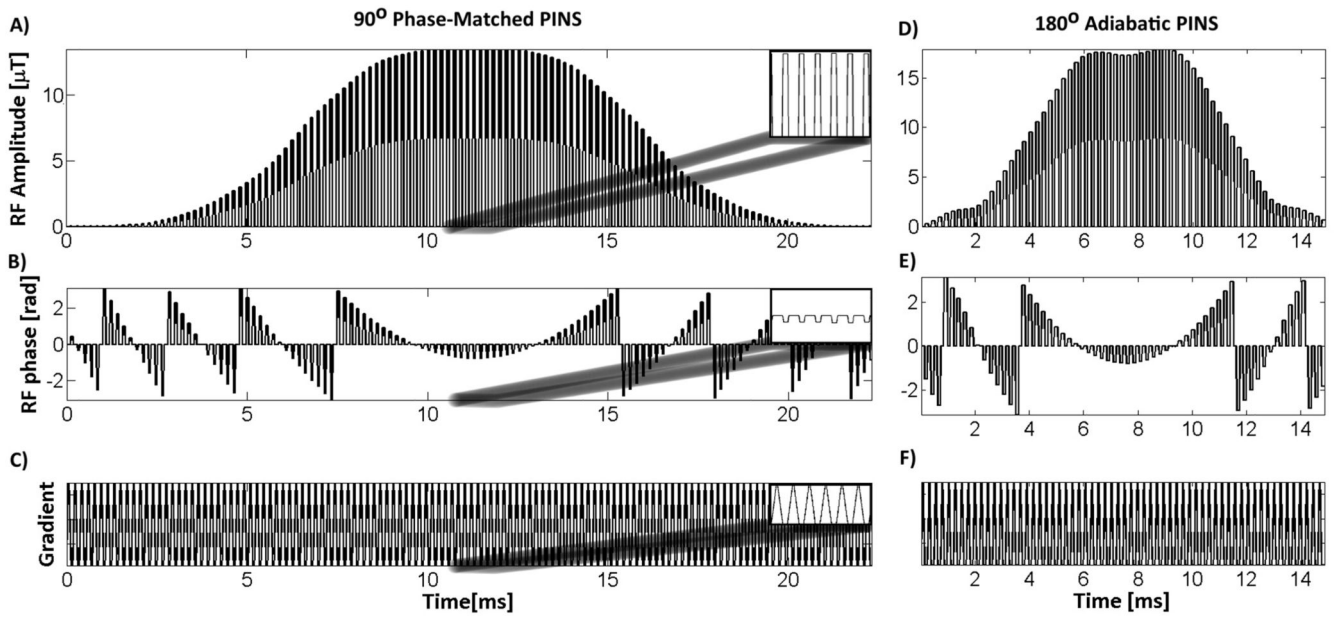 90° Phase-Matched PINS
180° Adiabatic PINS
A)
RF Amplitude [μT]
10
5
0
0 5 10 15 20
B)
RF phase [rad]
2
0
-2
0 5 10 15 20
C)
Gradient
0 5 10 15 20
Time[ms]
D)
15
10
5
0
2 4 6 8 10 12 14
E)
2
0
-2
2 4 6 8 10 12 14
F)
2 4 6 8 10 12 14
Time [ms]